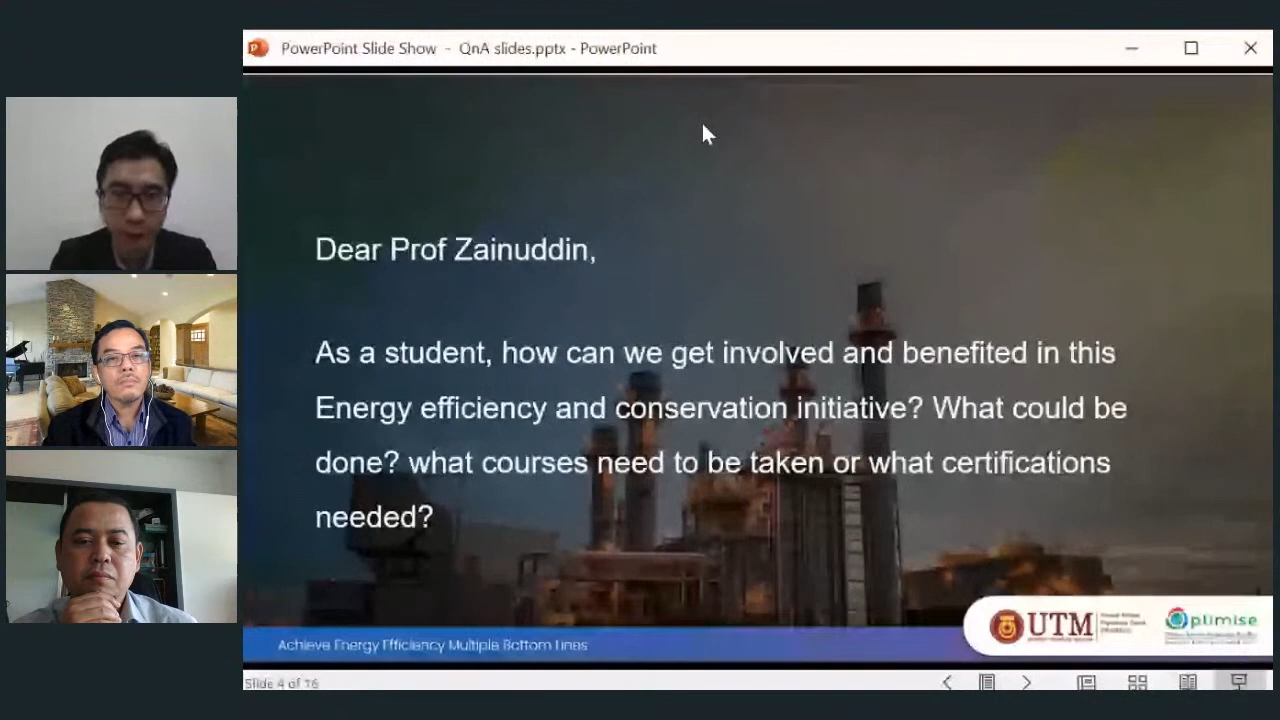 PowerPoint Slide Show - QnA slides.pptx - PowerPoint
Dear Prof Zainuddin,
As a student, how can we get involved and benefited in this
Energy efficiency and conservation initiative? What could be
done? what courses need to be taken or what certifications
needed?
UTM
Optimise
Achieve Energy Efficiency Multiple Bottom Lines
Slide 4 of 16